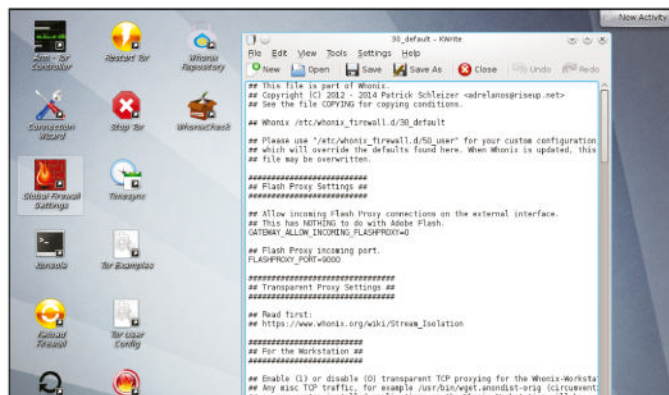 New Activity
30_default - KWrite
File Edit View Tools Settings Help
New Open Save Save As Close Undo Redo
Arm - Tor Controller
Restart Tor
Whonix Repository
Connection Wizard
Stop Tor
WhonixCheck
Global Firewall Settings
Timesync
Konsole
Tor Examples
Reload Firewall
Tor User Config
## This file is part of Whonix.
## Copyright (C) 2012 - 2014 Patrick Schleizer <adrelanos@riseup.net>
## See the file COPYING for copying conditions.
## Whonix /etc/whonix_firewall.d/30_default
## Please use "/etc/whonix_firewall.d/50_user" for your custom configuration
## which will override the defaults found here. When Whonix is updated, this
## file may be overwritten.
###########################
## Flash Proxy Settings ##
###########################
## Allow incoming Flash Proxy connections on the external interface.
## This has NOTHING to do with Adobe Flash.
GATEWAY_ALLOW_INCOMING_FLASHPROXY=0
## Flash Proxy incoming port.
FLASHPROXY_PORT=9000
################################
## Transparent Proxy Settings ##
################################
## Read first:
## https://www.whonix.org/wiki/Stream_Isolation
#########################
## For the Workstation ##
#########################
## Enable (1) or disable (0) transparent TCP proxying for the Whonix-Worksta
## Any misc TCP traffic, for example /usr/bin/wget.anondist-orig (circumvent